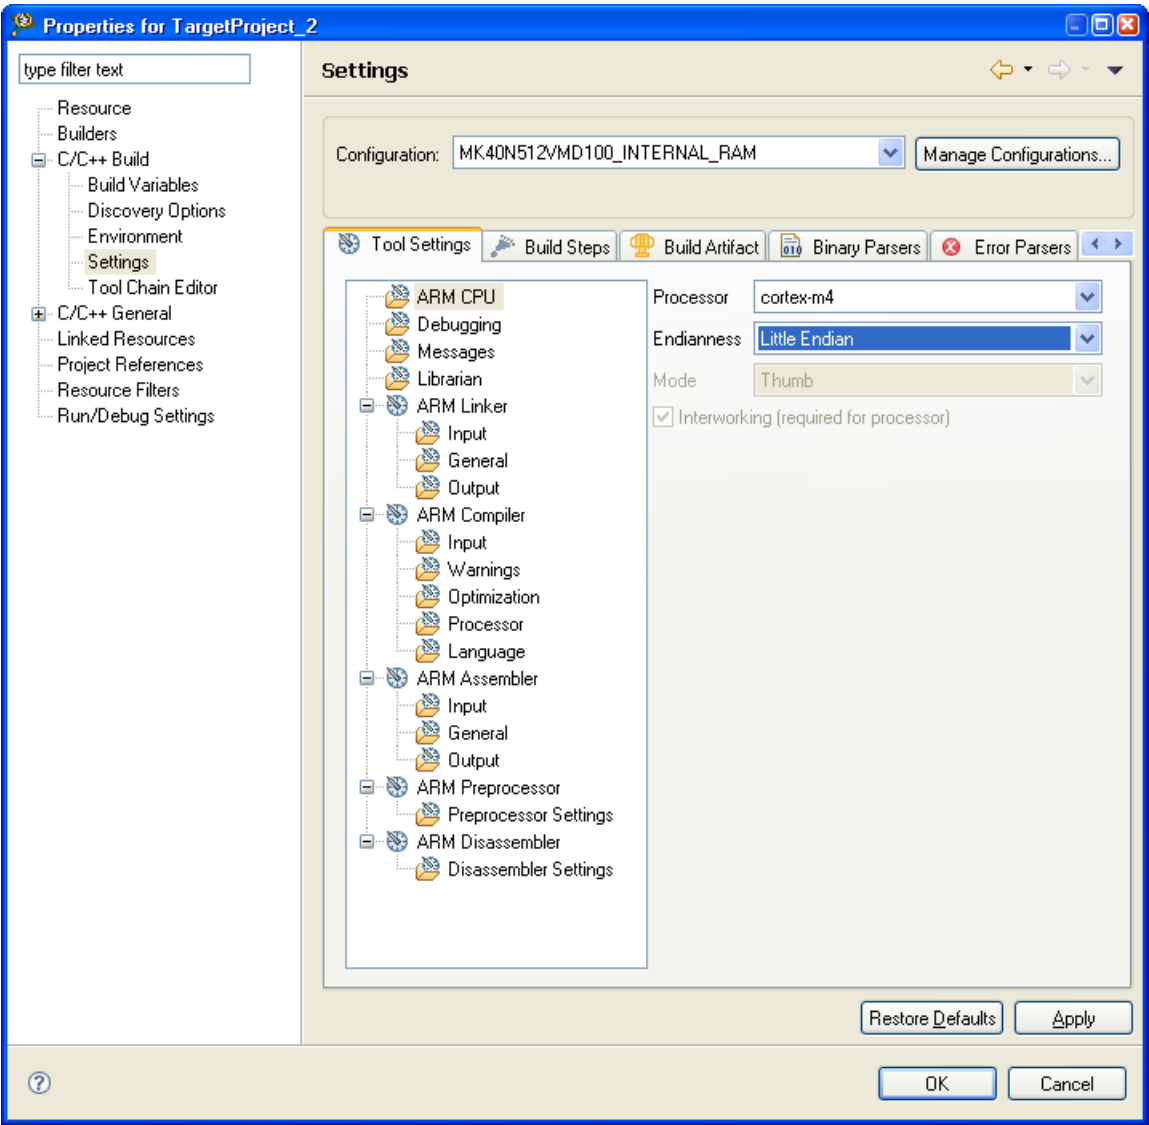 Properties for TargetProject_2
type filter text
Resource
Builders
C/C++ Build
Build Variables
Discovery Options
Environment
Settings
Tool Chain Editor
C/C++ General
Linked Resources
Project References
Resource Filters
Run/Debug Settings
Settings
Configuration: MK40N512VMD100_INTERNAL_RAM Manage Configurations...
Tool Settings Build Steps Build Artifact Binary Parsers Error Parsers
ARM CPU
Debugging
Messages
Librarian
ARM Linker
Input
General
Output
ARM Compiler
Input
Warnings
Optimization
Processor
Language
ARM Assembler
Input
General
Output
ARM Preprocessor
Preprocessor Settings
ARM Disassembler
Disassembler Settings
Processor cortex-m4
Endianness Little Endian
Mode Thumb
Interworking (required for processor)
Restore Defaults Apply
OK Cancel